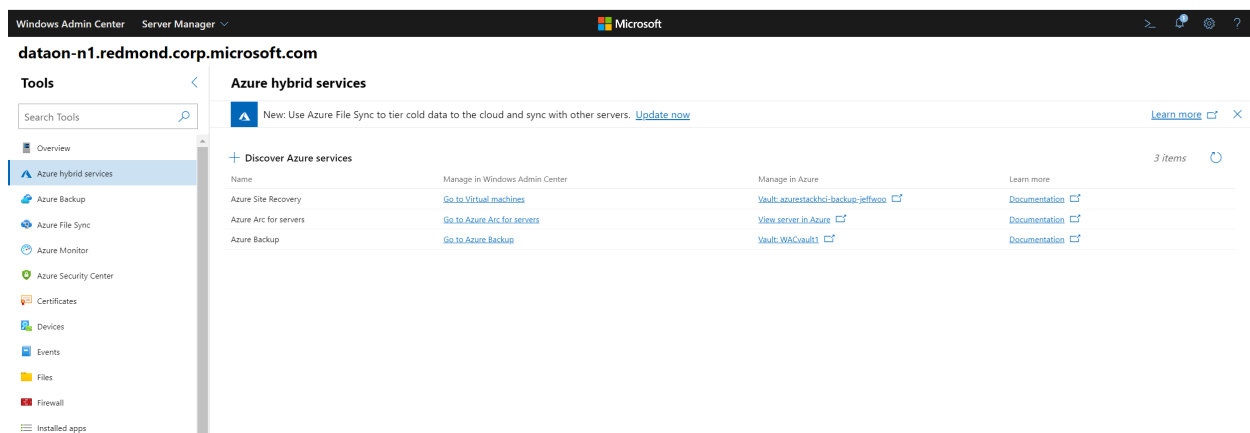 Windows Admin Center Server Manager Microsoft >_ 1 ?
dataon-n1.redmond.corp.microsoft.com
Tools
Search Tools
Overview
Azure hybrid services
Azure Backup
Azure File Sync
Azure Monitor
Azure Security Center
Certificates
Devices
Events
Files
Firewall
Installed apps
Azure hybrid services
New: Use Azure File Sync to tier cold data to the cloud and sync with other servers. Update now Learn more
+ Discover Azure services 3 items
Name Manage in Windows Admin Center Manage in Azure Learn more
Azure Site Recovery Go to Virtual machines Vault: azurestackhci-backup-jeffwoo Documentation
Azure Arc for servers Go to Azure Arc for servers View server in Azure Documentation
Azure Backup Go to Azure Backup Vault: WACvault1 Documentation